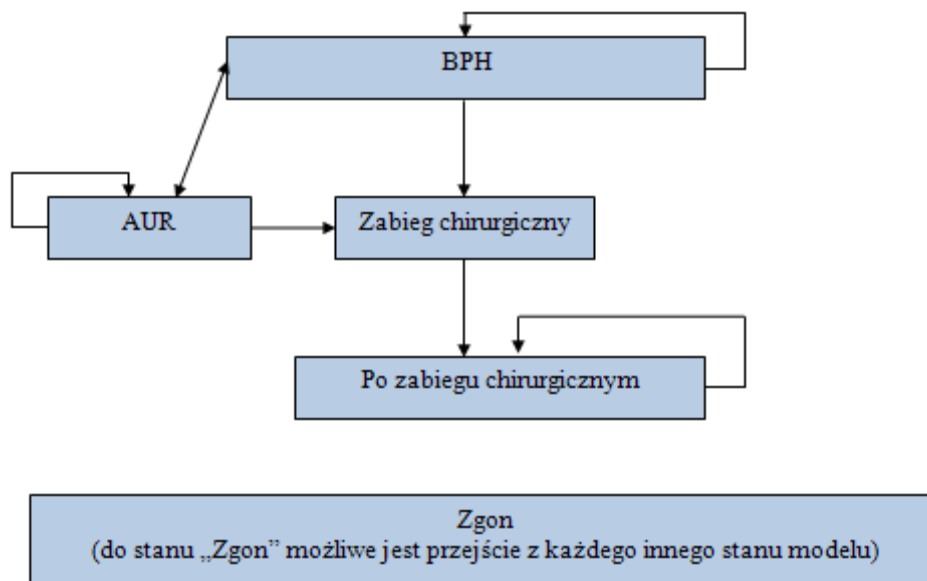 BPH
AUR
Zabieg chirurgiczny
Po zabiegu chirurgicznym
Zgon
(do stanu „Zgon” możliwe jest przejście z każdego innego stanu modelu)